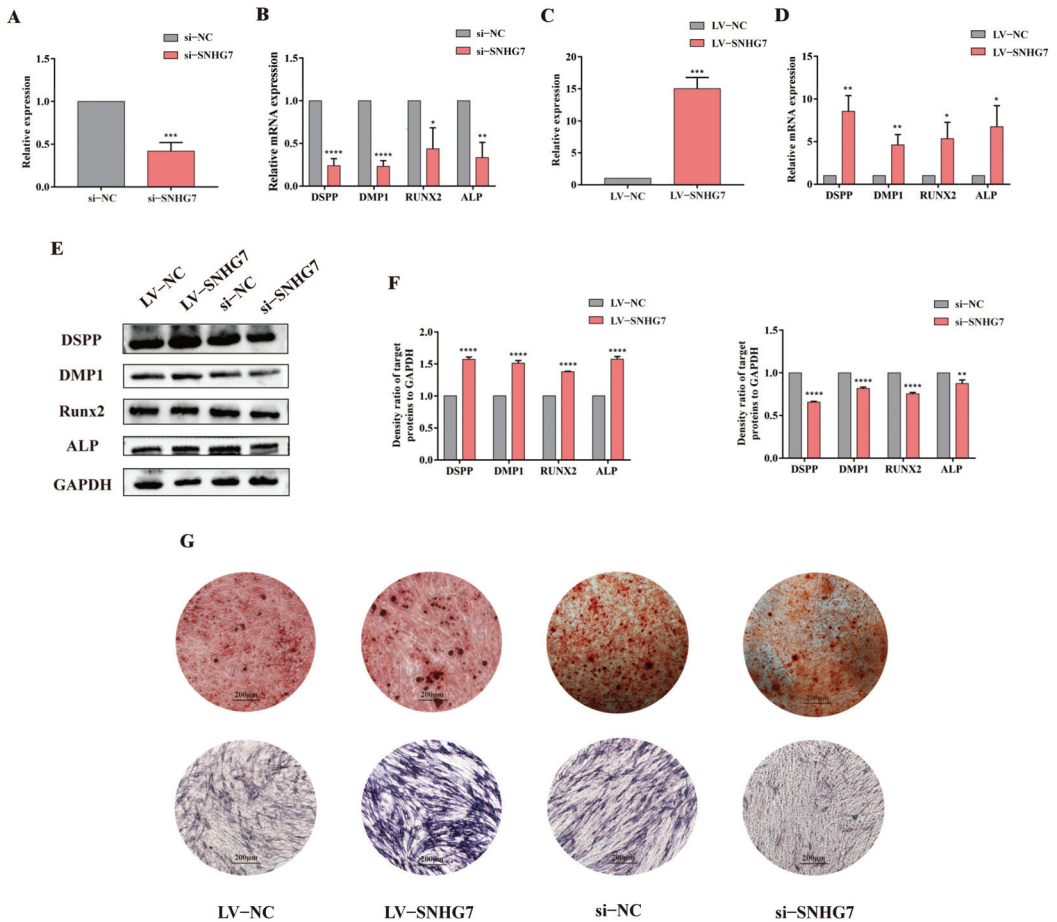 A
si-NC
si-SNHG7
Relative expression
1.5
1.0
0.5
0.0
***
si-NC
si-SNHG7
B
si-NC
si-SNHG7
Relative mRNA expression
1.5
1.0
0.5
0.0
****
****
*
**
DSPP
DMP1
RUNX2
ALP
C
LV-NC
LV-SNHG7
Relative expression
20
15
10
5
0
***
LV-NC
LV-SNHG7
D
LV-NC
LV-SNHG7
Relative mRNA expression
15
10
5
0
**
**
*
*
DSPP
DMP1
RUNX2
ALP
E
LV-NC
LV-SNHG7
si-NC
si-SNHG7
DSPP
DMP1
Runx2
ALP
GAPDH
F
LV-NC
LV-SNHG7
Density ratio of target
proteins to GAPDH
2.0
1.5
1.0
0.5
0.0
****
****
****
****
DSPP
DMP1
RUNX2
ALP
si-NC
si-SNHG7
Density ratio of target
proteins to GAPDH
1.5
1.0
0.5
0.0
****
****
****
**
DSPP
DMP1
RUNX2
ALP
G
200μm
200μm
200μm
200μm
200μm
200μm
200μm
200μm
LV-NC
LV-SNHG7
si-NC
si-SNHG7